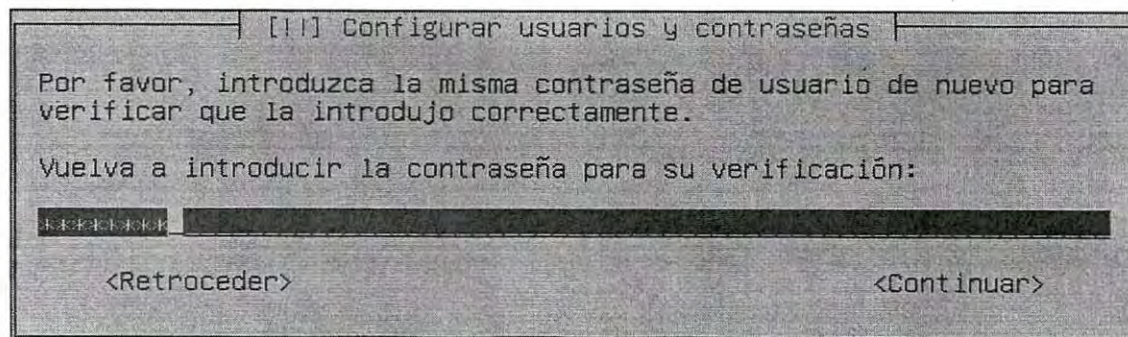 [!!] Configurar usuarios y contraseñas
Por favor, introduzca la misma contraseña de usuario de nuevo para
verificar que la introdujo correctamente.
Vuelva a introducir la contraseña para su verificación:
********
<Retroceder>
<Continuar>